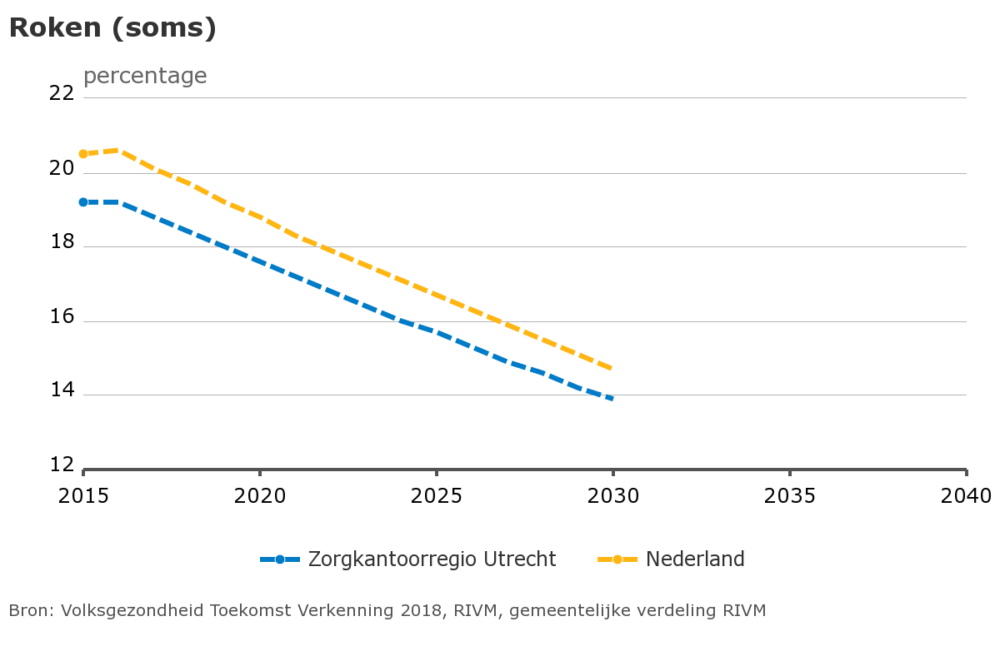 Roken (soms)
percentage
22
20
18
16
14
12
2015 2020 2025 2030 2035 2040
Zorgkantoorregio Utrecht Nederland
Bron: Volksgezondheid Toekomst Verkenning 2018, RIVM, gemeentelijke verdeling RIVM